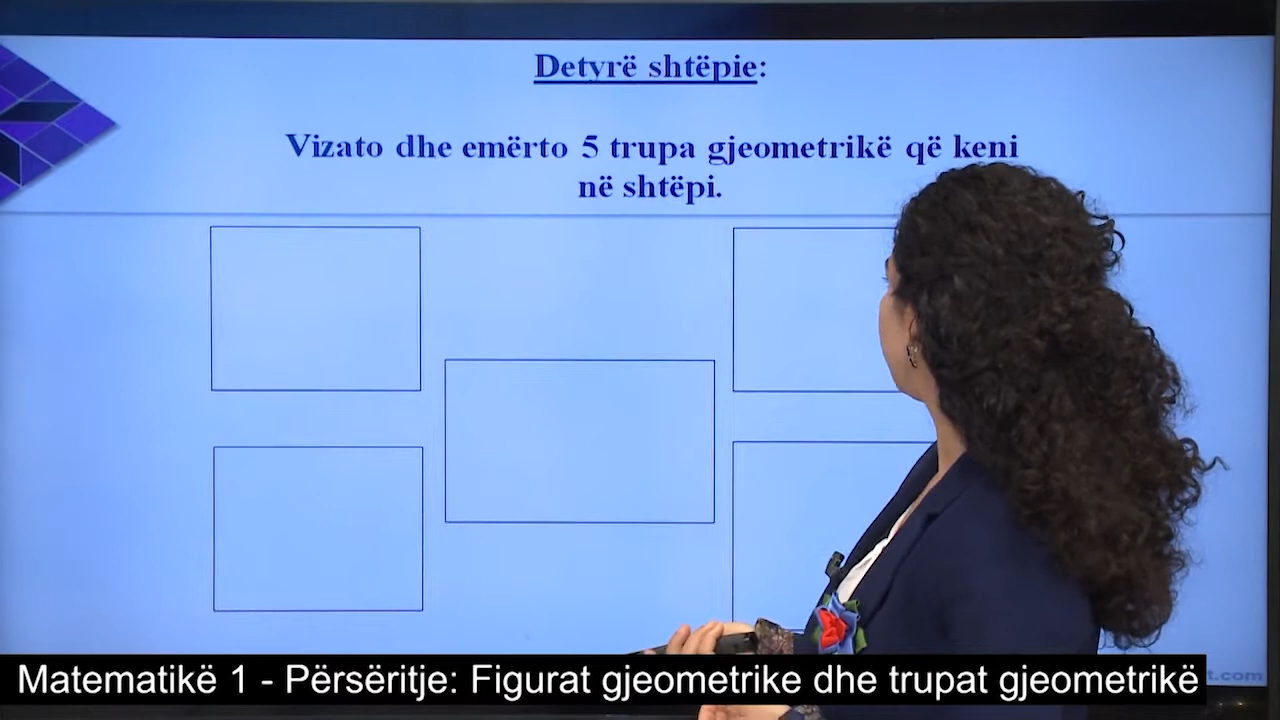 Detyrë shtëpie:
Vizato dhe emërto 5 trupa gjeometrikë që keni
në shtëpi.
t.com
Matematikë 1 - Përsëritje: Figurat gjeometrike dhe trupat gjeometrikë